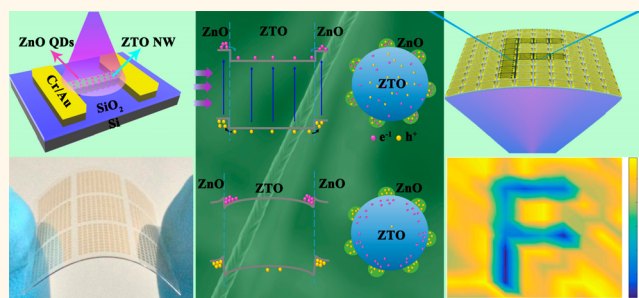 ZnO QDs
ZTO NW
Cr/Au
SiO₂
Si
ZnO
ZTO
ZnO
ZnO
ZTO
e⁻¹
h⁺
ZnO
ZTO
ZnO
ZnO
ZTO
F
F